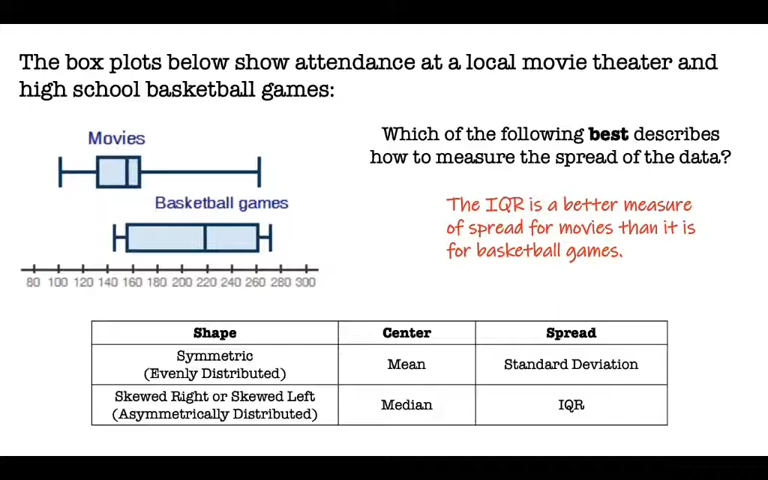 The box plots below show attendance at a local movie theater and
high school basketball games:
Movies
Basketball games
80 100 120 140 160 180 200 220 240 260 280 300
Which of the following best describes
how to measure the spread of the data?
The IQR is a better measure
of spread for movies than it is
for basketball games.
Shape Center Spread
Symmetric
(Evenly Distributed)
Mean
Standard Deviation
Skewed Right or Skewed Left
(Asymmetrically Distributed)
Median
IQR